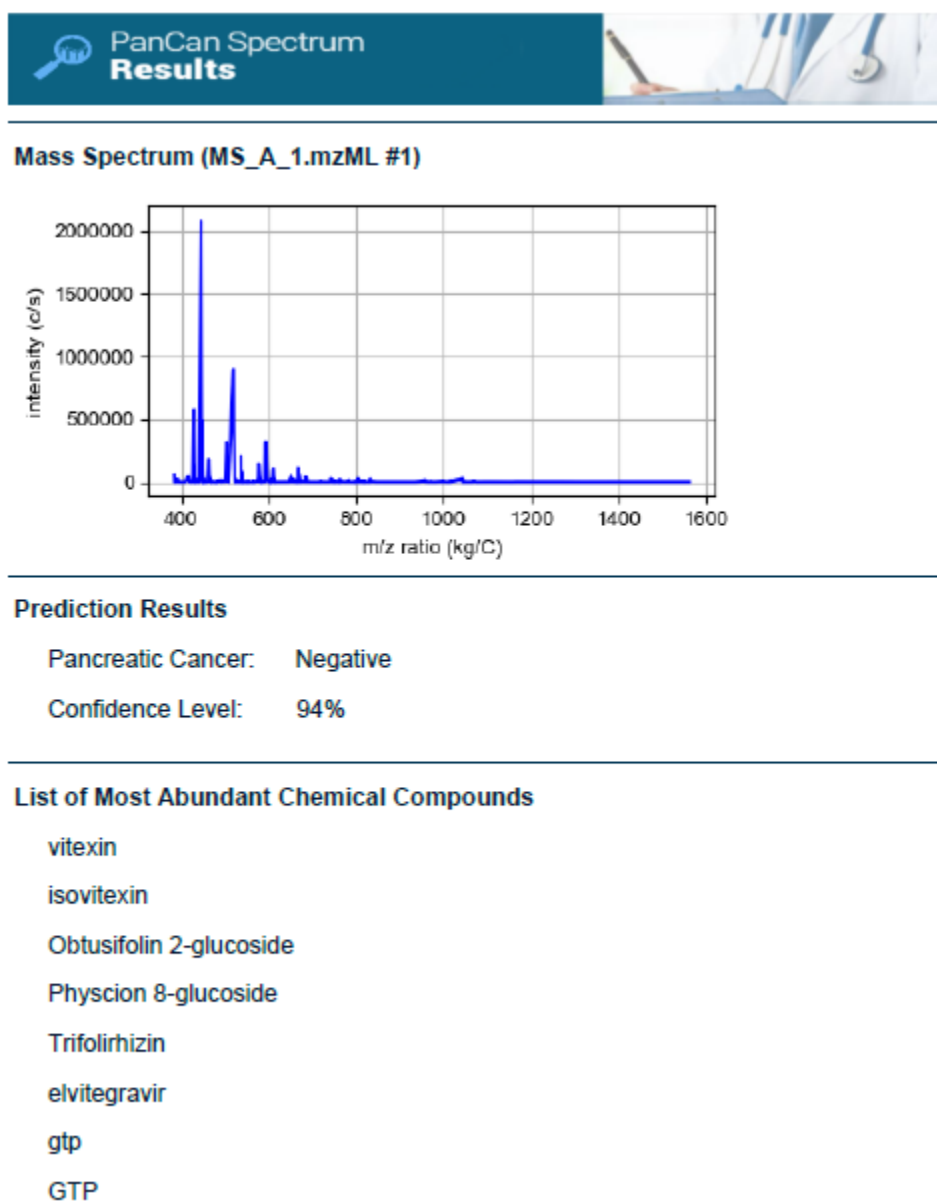 PanCan Spectrum
Results
Mass Spectrum (MS_A_1.mzML #1)
2000000
1500000
1000000
500000
0
intensity (c/s)
400 600 800 1000 1200 1400 1600
m/z ratio (kg/C)
Prediction Results
Pancreatic Cancer: Negative
Confidence Level: 94%
List of Most Abundant Chemical Compounds
vitexin
isovitexin
Obtusifolin 2-glucoside
Physcion 8-glucoside
Trifolirhizin
elvitegravir
gtp
GTP